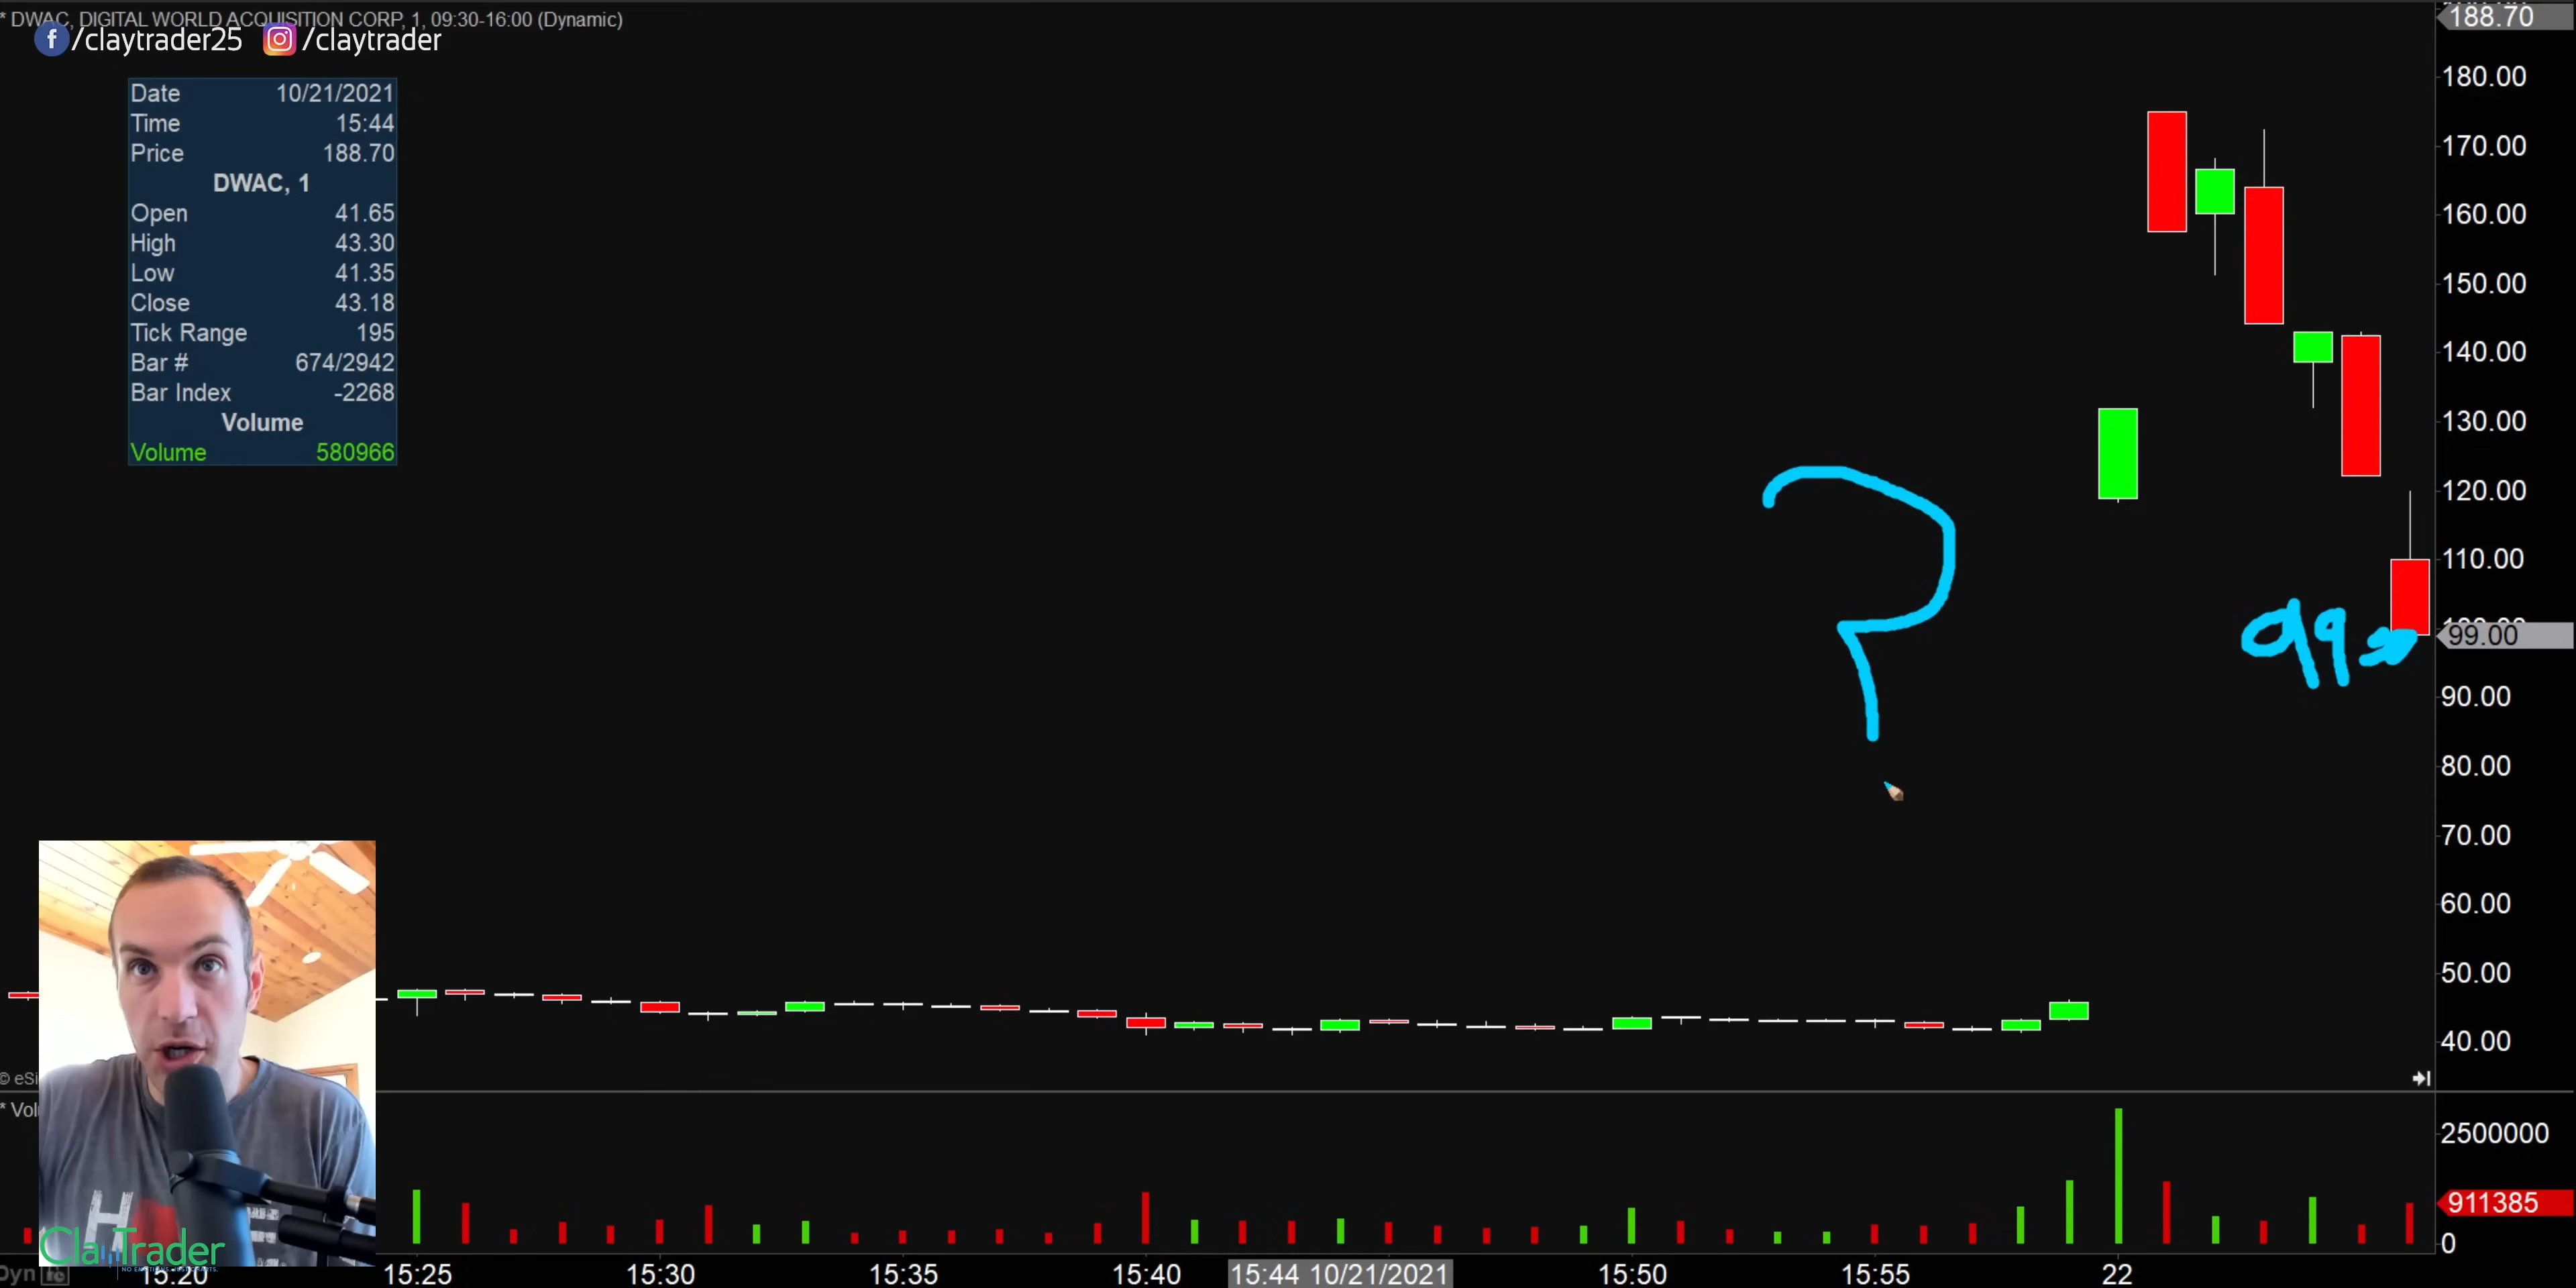 * DWAC, DIGITAL WORLD ACQUISITION CORP, 1, 09:30-16:00 (Dynamic)
f /claytrader25 /claytrader
188.70
Date 10/21/2021
Time 15:44
Price 188.70
DWAC, 1
Open 41.65
High 43.30
Low 41.35
Close 43.18
Tick Range 195
Bar # 674/2942
Bar Index -2268
Volume
Volume 580966
180.00
170.00
160.00
150.00
140.00
130.00
120.00
110.00
?
99
99.00
90.00
80.00
70.00
60.00
50.00
40.00
© eSi
* Volu
2500000
911385
0
H
ClayTrader
Dyn 15:20 15:25 15:30 15:35 15:40 15:44 10/21/2021 15:50 15:55 22